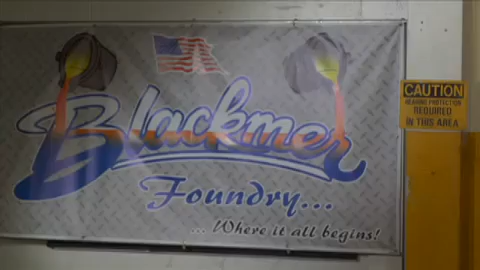 Blackmer
Foundry...
... Where it all begins!
CAUTION
HEARING PROTECTION
REQUIRED
IN THIS AREA